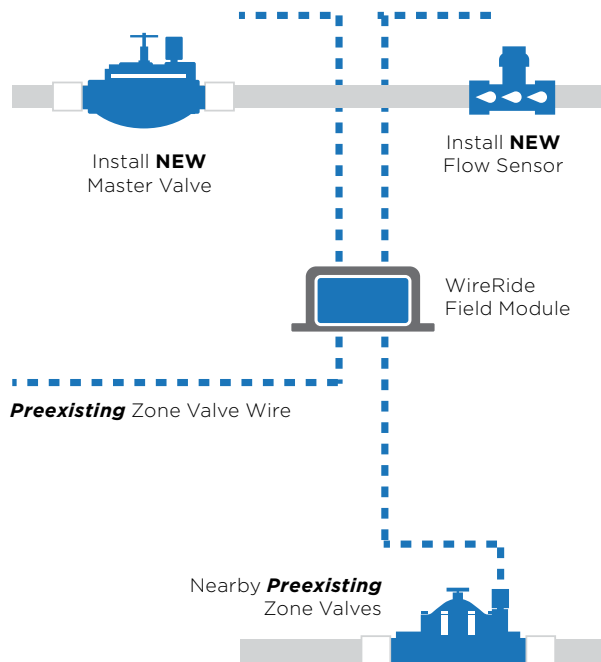 Install NEW
Master Valve
Install NEW
Flow Sensor
WireRide
Field Module
Preexisting Zone Valve Wire
Nearby Preexisting
Zone Valves